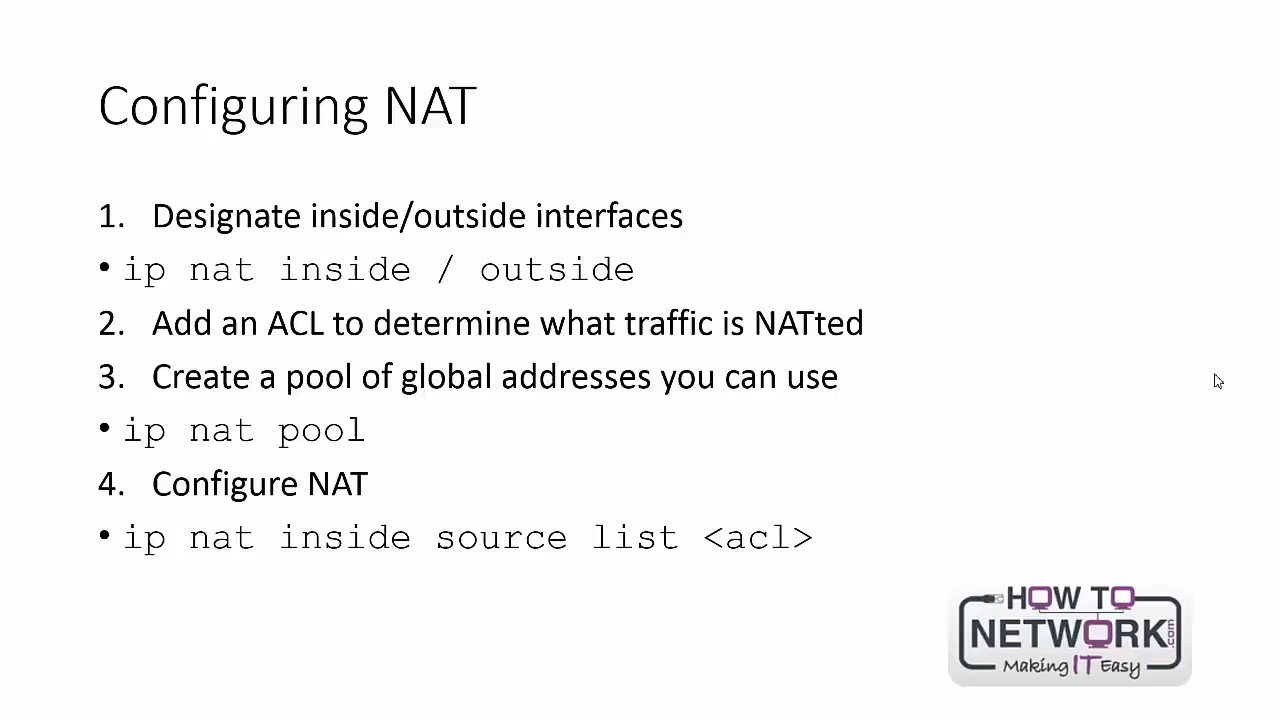 Configuring NAT
1. Designate inside/outside interfaces
• ip nat inside / outside
2. Add an ACL to determine what traffic is NATted
3. Create a pool of global addresses you can use
• ip nat pool
4. Configure NAT
• ip nat inside source list <acl>
HOW TO
NETWORK.com
Making IT Easy